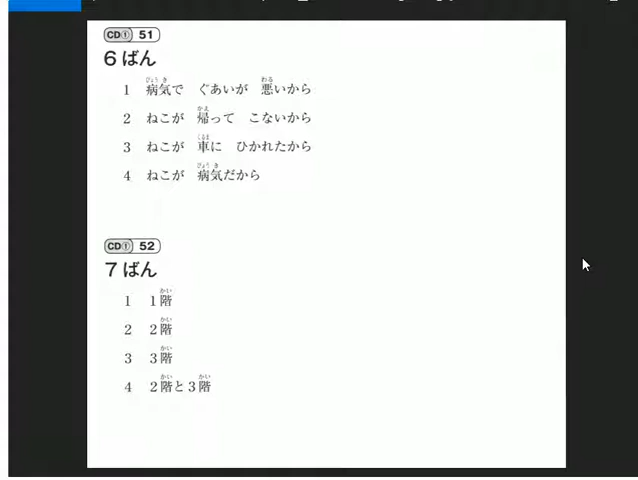 CD① 51
6ばん
1 病気で ぐあいが 悪いから
2 ねこが 帰って こないから
3 ねこが 車に ひかれたから
4 ねこが 病気だから
CD① 52
7ばん
1 1階
2 2階
3 3階
4 2階と3階